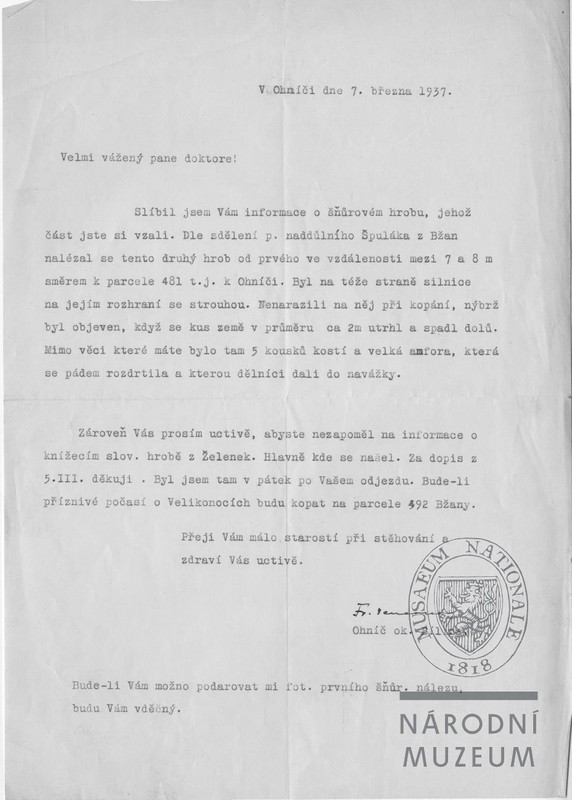 V Ohníči dne 7. března 1937.
Velmi vážený pane doktore!
Slíbil jsem Vám informace o šňůrovém hrobu, jehož
část jste si vzali. Dle sdělení p. naddůlního Špuláka z Bžan
nalézal se tento druhý hrob od prvého ve vzdálenosti mezi 7 a 8 m
směrem k parcele 481 t.j. k Ohníči. Byl na téže straně silnice
na jejím rozhraní se strouhou. Nenarazili na něj při kopání, nýbrž
byl objeven, když se kus země v průměru ca 2m utrhl a spadl dolů.
Mimo věci které máte bylo tam 5 kousků kostí a velká amfora, která
se pádem rozdrtila a kterou dělníci dali do navážky.
Zároveň Vás prosím uctivě, abyste nezapoměl na informace o
knížecím slov. hrobě z Želenek. Hlavně kde se našel. Za dopis z
5.III. děkuji . Byl jsem tam v pátek po Vašem odjezdu. Bude-li
příznivé počasí o Velikonocích budu kopat na parcele 492 Bžany.
Přeji Vám málo starostí při stěhování a
zdraví Vás uctivě.
Fr.
Ohníč ok.
MUSAEUM NATIONALE
1818
Bude-li Vám možno podarovat mi fot. prvního šňůr. nálezu,
budu Vám vděčný.
NÁRODNÍ
MUZEUM